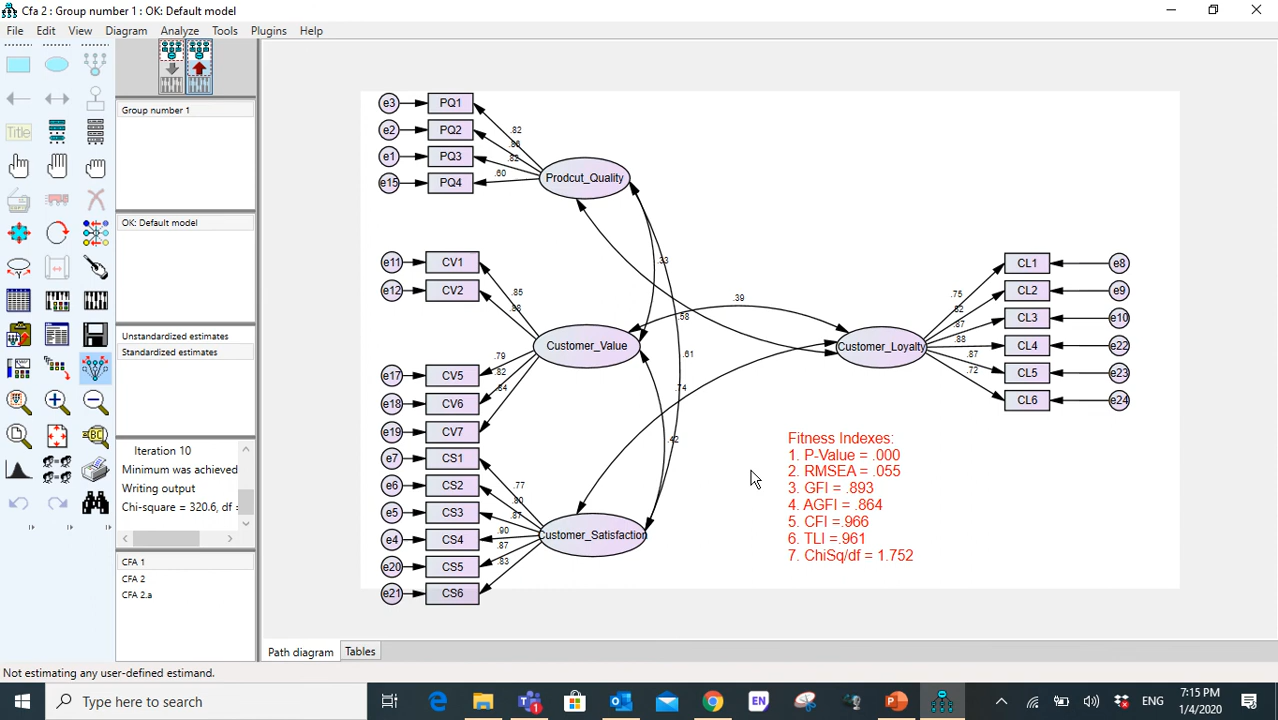 Cfa 2 : Group number 1 : OK: Default model
File Edit View Diagram Analyze Tools Plugins Help
Title
Group number 1
OK: Default model
Unstandardized estimates
Standardized estimates
Iteration 10
Minimum was achieved
Writing output
Chi-square = 320.6, df =
CFA 1
CFA 2
CFA 2.a
e3 PQ1
.82
e2 PQ2
e1 PQ3
.82
e15 PQ4
.60
Prodcut_Quality
e11 CV1
.85
e12 CV2
.88
Customer_Value
.79
e17 CV5
.82
e18 CV6
.84
e19 CV7
e7 CS1
.77
e6 CS2
.80
e5 CS3
.87
e4 CS4
.90
e20 CS5
.87
e21 CS6
.83
Customer_Satisfaction
.33
.39
.58
.61
.74
.42
Customer_Loyalty
.75
.82
.87
.88
.87
.72
CL1 e8
CL2 e9
CL3 e10
CL4 e22
CL5 e23
CL6 e24
Fitness Indexes:
1. P-Value = .000
2. RMSEA = .055
3. GFI = .893
4. AGFI = .864
5. CFI =.966
6. TLI =.961
7. ChiSq/df = 1.752
Path diagram Tables
Not estimating any user-defined estimand.
Type here to search
EN
ENG
7:15 PM
1/4/2020